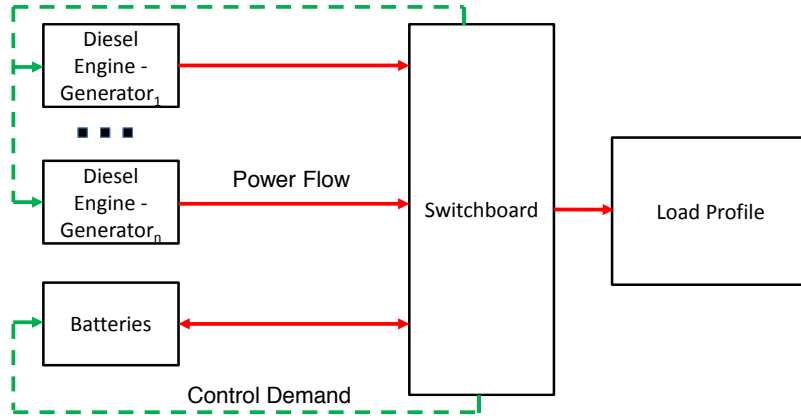 Diesel
Engine -
Generator1
Diesel
Engine -
Generatorn
Power Flow
Switchboard
Load Profile
Batteries
Control Demand